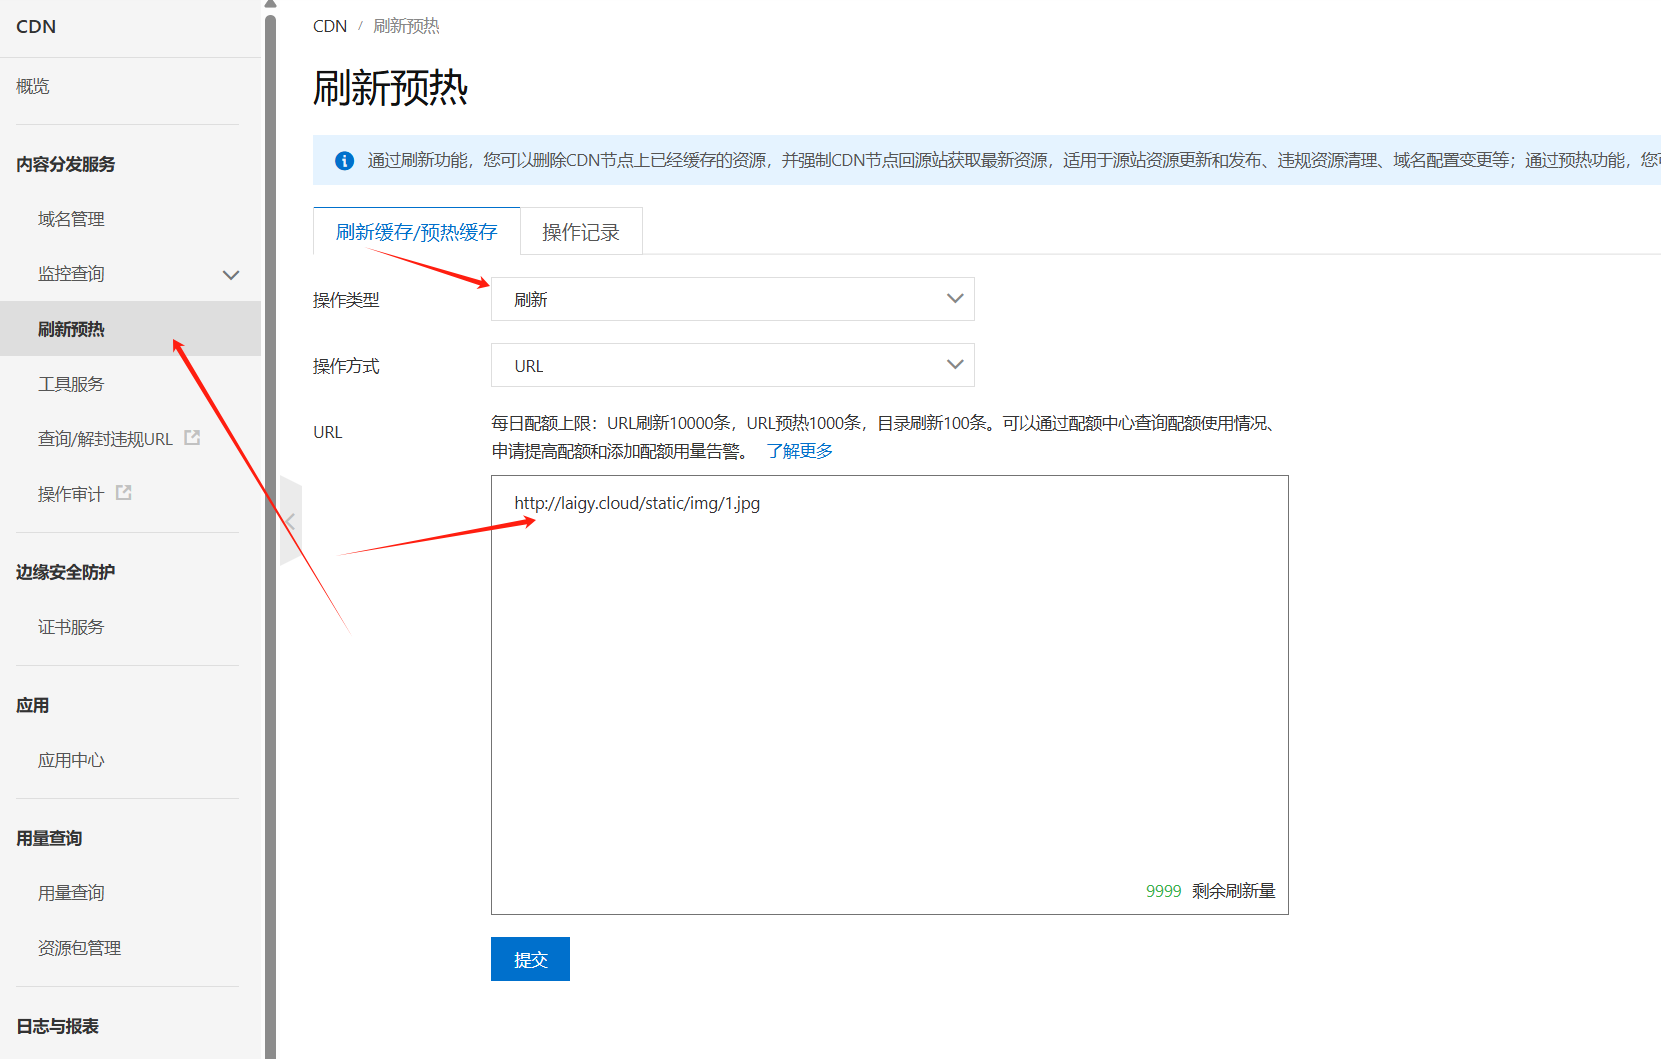 CDN
概览
内容分发服务
域名管理
监控查询
刷新预热
工具服务
查询/解封违规URL
操作审计
边缘安全防护
证书服务
应用
应用中心
用量查询
用量查询
资源包管理
日志与报表
CDN / 刷新预热
刷新预热
通过刷新功能，您可以删除CDN节点上已经缓存的资源，并强制CDN节点回源站获取最新资源，适用于源站资源更新和发布、违规资源清理、域名配置变更等；通过预热功能，您
刷新缓存/预热缓存 操作记录
操作类型 刷新
操作方式 URL
URL 每日配额上限：URL刷新10000条，URL预热1000条，目录刷新100条。可以通过配额中心查询配额使用情况、
申请提高配额和添加配额用量告警。 了解更多
http://laigy.cloud/static/img/1.jpg
9999 剩余刷新量
提交